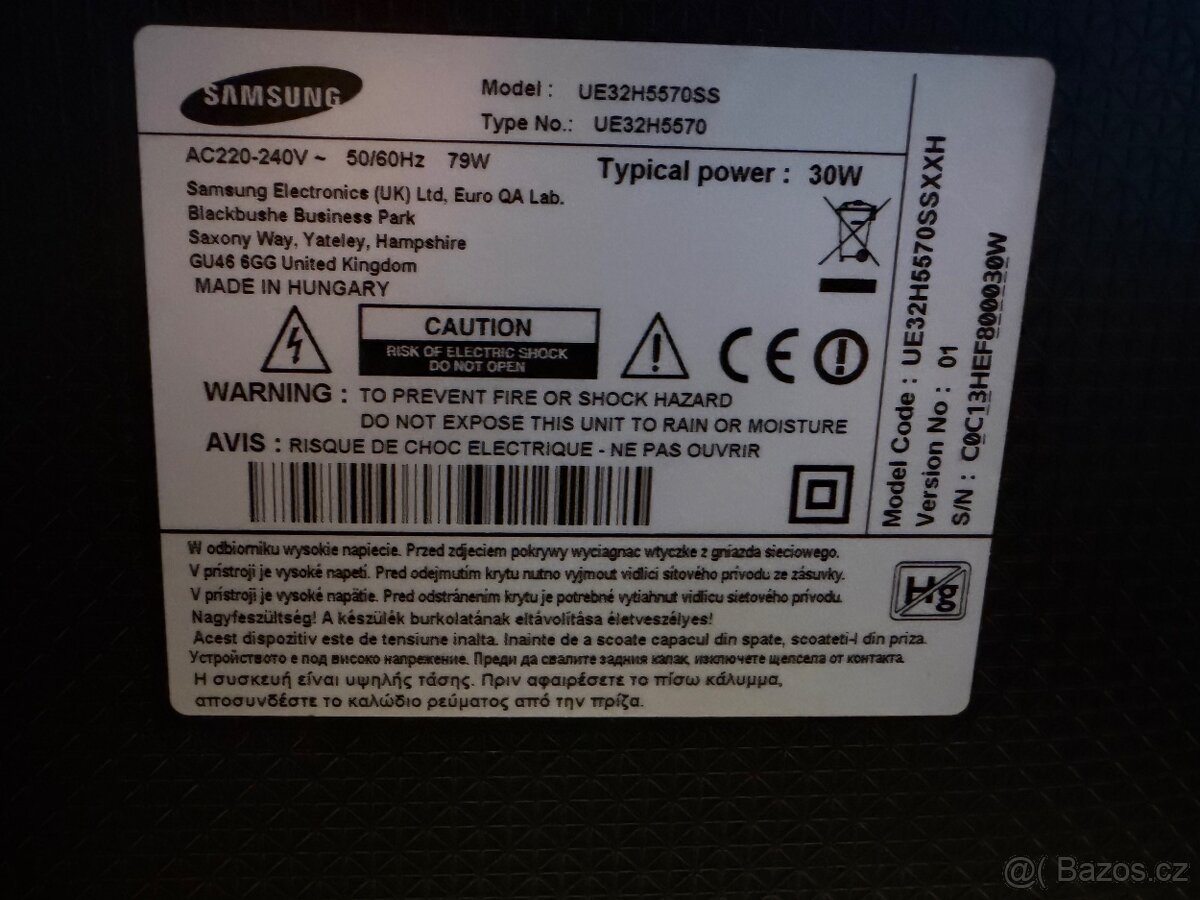 SAMSUNG
Model : UE32H5570SS
Type No.: UE32H5570
AC220-240V ~ 50/60Hz 79W
Typical power : 30W
Samsung Electronics (UK) Ltd, Euro QA Lab.
Blackbushe Business Park
Saxony Way, Yateley, Hampshire
GU46 6GG United Kingdom
MADE IN HUNGARY
CAUTION
RISK OF ELECTRIC SHOCK
DO NOT OPEN
CE
WARNING : TO PREVENT FIRE OR SHOCK HAZARD
DO NOT EXPOSE THIS UNIT TO RAIN OR MOISTURE
AVIS : RISQUE DE CHOC ELECTRIQUE - NE PAS OUVRIR
Model Code : UE32H5570SSXXH
Version No : 01
S/N : C0C13HEF800030W
W odbiorniku wysokie napiecie. Przed zdjeciem pokrywy wyciagnac wtyczke z gniazda sieciowego.
V prístroji je vysoké napetí. Pred odejmutím krytu nutno vyjmout vidlici sítového prívodu ze zásuvky.
V prístroji je vysoké napätie. Pred odstránením krytu je potrebné vytiahnut vidlicu sietového prívodu.
Nagyfeszültség! A készülék burkolatának eltávolítása életveszélyes!
Acest dispozitiv este de tensiune inalta. Inainte de a scoate capacul din spate, scoateti-l din priza.
Устройството е под високо напрежение. Преди да свалите задния капак, изключете щепсела от контакта.
Η συσκευή είναι υψηλής τάσης. Πριν αφαιρέσετε το πίσω κάλυμμα,
αποσυνδέστε το καλώδιο ρεύματος από την πρίζα.
Hg
@( Bazos.cz